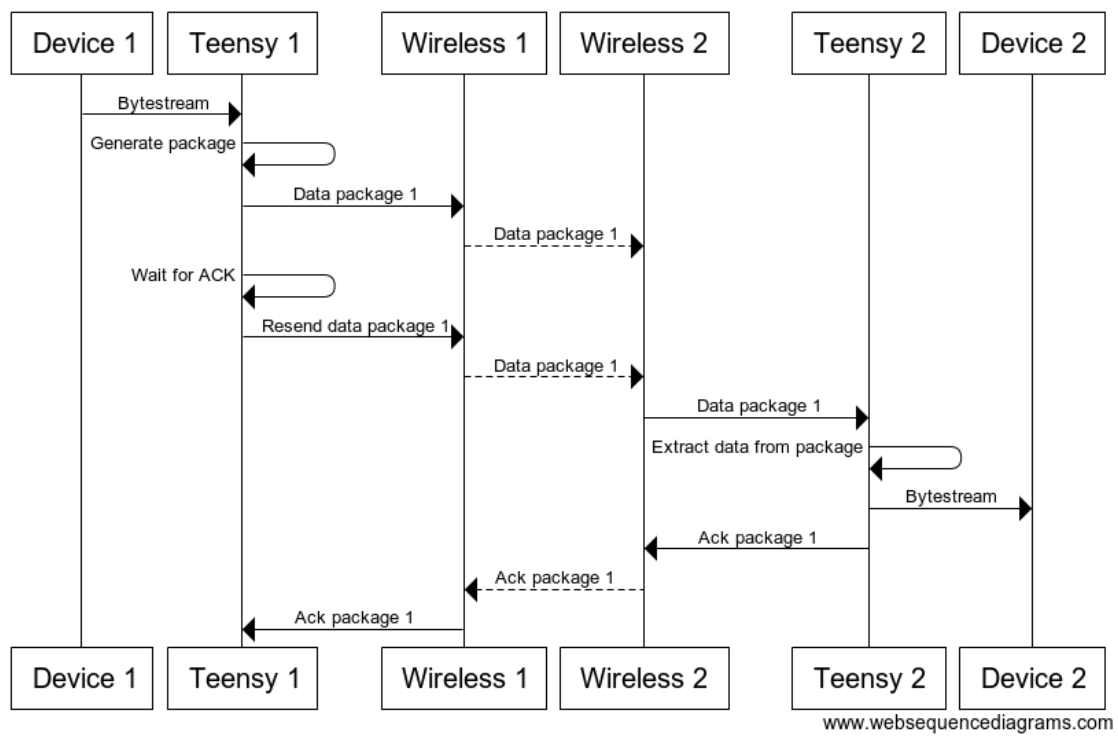 Device 1 Teensy 1 Wireless 1 Wireless 2 Teensy 2 Device 2
Bytestream
Generate package
Data package 1
Data package 1
Wait for ACK
Resend data package 1
Data package 1
Data package 1
Extract data from package
Bytestream
Ack package 1
Ack package 1
Ack package 1
Device 1 Teensy 1 Wireless 1 Wireless 2 Teensy 2 Device 2
www.websequencediagrams.com